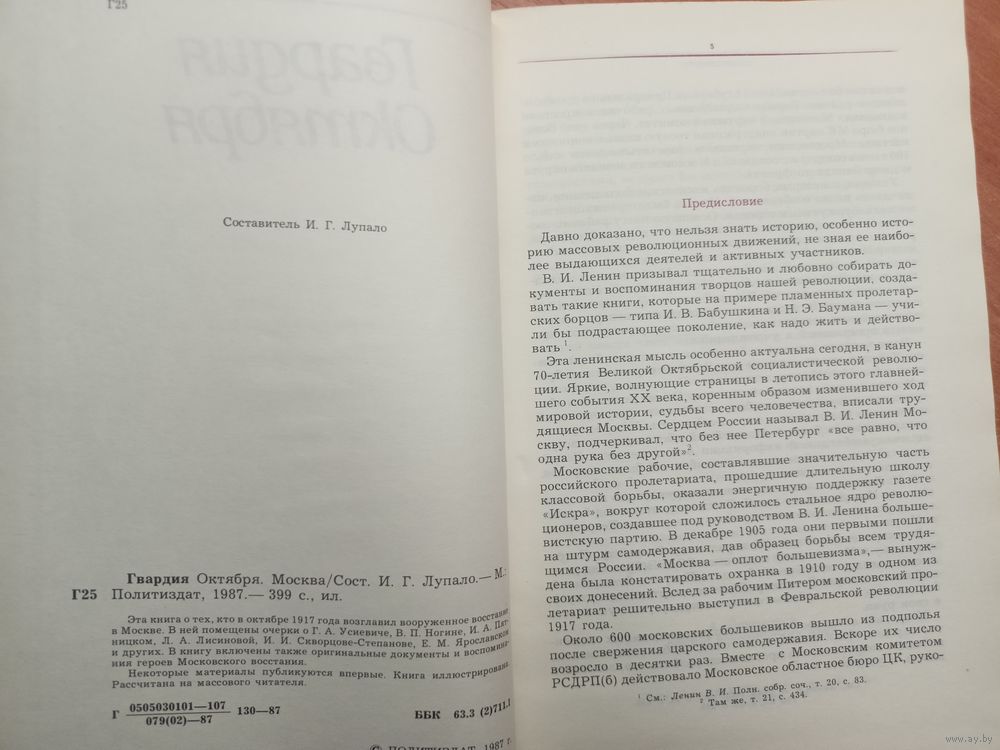 Г25
Составитель И. Г. Лупало
Гвардия Октября. Москва/Сост. И. Г. Лупало.— М.:
Г25 Политиздат, 1987.— 399 с., ил.
Эта книга о тех, кто в октябре 1917 года возглавил вооруженное восстание
в Москве. В ней помещены очерки о Г. А. Усиевиче, В. П. Ногине, И. А. Пят-
ницком, Л. А. Лисиновой, И. И. Скворцове-Степанове, Е. М. Ярославском
и других. В книгу включены также оригинальные документы и воспомина-
ния героев Московского восстания.
Некоторые материалы публикуются впервые. Книга иллюстрирована.
Рассчитана на массового читателя.
Г 0505030101—107
079(02)—87
130—87
ББК 63.3 (2)711.1
© ПОЛИТИЗДАТ, 1987 г.
5
Предисловие
Давно доказано, что нельзя знать историю, особенно исто-
рию массовых революционных движений, не зная ее наибо-
лее выдающихся деятелей и активных участников.
В. И. Ленин призывал тщательно и любовно собирать до-
кументы и воспоминания творцов нашей революции, созда-
вать такие книги, которые на примере пламенных пролетар-
ских борцов — типа И. В. Бабушкина и Н. Э. Баумана — учи-
ли бы подрастающее поколение, как надо жить и действо-
вать 1.
Эта ленинская мысль особенно актуальна сегодня, в канун
70-летия Великой Октябрьской социалистической револю-
ции. Яркие, волнующие страницы в летопись этого главней-
шего события XX века, коренным образом изменившего ход
мировой истории, судьбы всего человечества, вписали тру-
дящиеся Москвы. Сердцем России называл В. И. Ленин Мо-
скву, подчеркивал, что без нее Петербург «все равно, что
одна рука без другой»2.
Московские рабочие, составлявшие значительную часть
российского пролетариата, прошедшие длительную школу
классовой борьбы, оказали энергичную поддержку газете
«Искра», вокруг которой сложилось стальное ядро револю-
ционеров, создавшее под руководством В. И. Ленина больше-
вистскую партию. В декабре 1905 года они первыми пошли
на штурм самодержавия, дав образец борьбы всем трудя-
щимся России. «Москва — оплот большевизма»,— вынуж-
дена была констатировать охранка в 1910 году в одном из
своих донесений. Вслед за рабочим Питером московский про-
летариат решительно выступил в Февральской революции
1917 года.
Около 600 московских большевиков вышло из подполья
после свержения царского самодержавия. Вскоре их число
возросло в десятки раз. Вместе с Московским комитетом
РСДРП(б) действовало Московское областное бюро ЦК, руко-
1 См.: Ленин В. И. Полн. собр. соч., т. 20, с. 83.
2 Там же, т. 21, с. 434.
www.ay.by